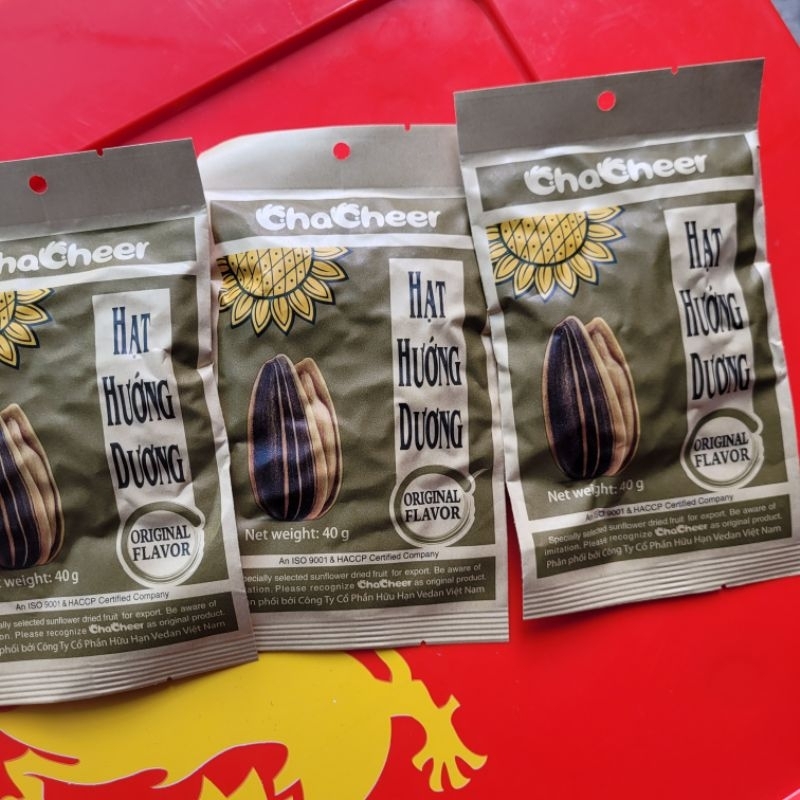 haCheer
HẠT
HƯỚNG
DƯƠNG
ORIGINAL
FLAVOR
weight: 40 g
An ISO 9001 & HACCP Certified Company
sunflower dried fruit for export. Be aware of
Please recognize ChaCheer as original product.
phối bởi Công Ty Cổ Phần Hữu Hạn Vedan Việt Nam
ChaCheer
HẠT
HƯỚNG
DƯƠNG
ORIGINAL
FLAVOR
Net weight: 40 g
An ISO 9001 & HACCP Certified Company
selected sunflower dried fruit for export. Be aware of
Please recognize ChaCheer as original product.
phối bởi Công Ty Cổ Phần Hữu Hạn Vedan Việt Nam
ChaCheer
HẠT
HƯỚNG
DƯƠNG
ORIGINAL
FLAVOR
Net weight: 40 g
An ISO 9001 & HACCP Certified Company
Specially selected sunflower dried fruit for export. Be aware of
imitation. Please recognize ChaCheer as original product.
Phân phối bởi Công Ty Cổ Phần Hữu Hạn Vedan Việt Nam